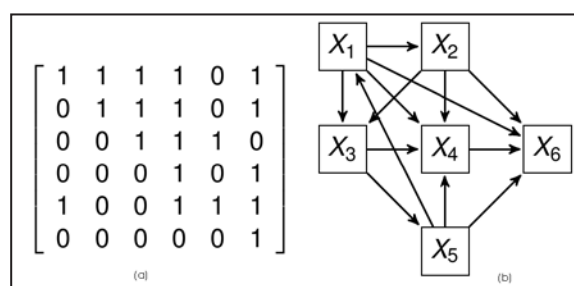 1 1 1 1 0 1
0 1 1 1 0 1
0 0 1 1 1 0
0 0 0 1 0 1
1 0 0 1 1 1
0 0 0 0 0 1
(a)
X1 X2
X3 X4 X6
X5
(b)